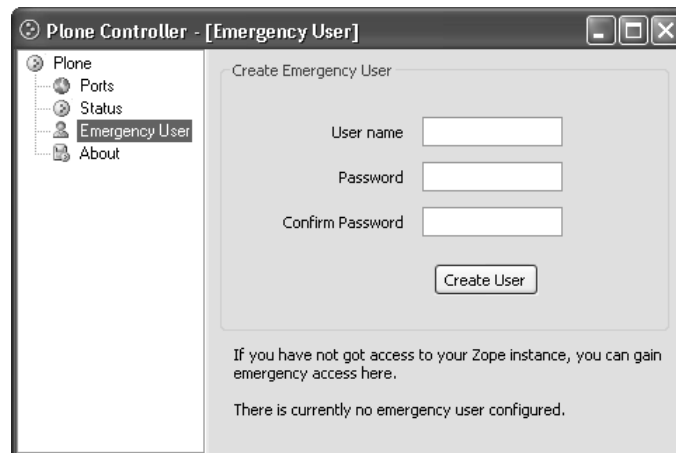 Plone Controller - [Emergency User]
Plone
Ports
Status
Emergency User
About
Create Emergency User
User name
Password
Confirm Password
Create User
If you have not got access to your Zope instance, you can gain
emergency access here.
There is currently no emergency user configured.